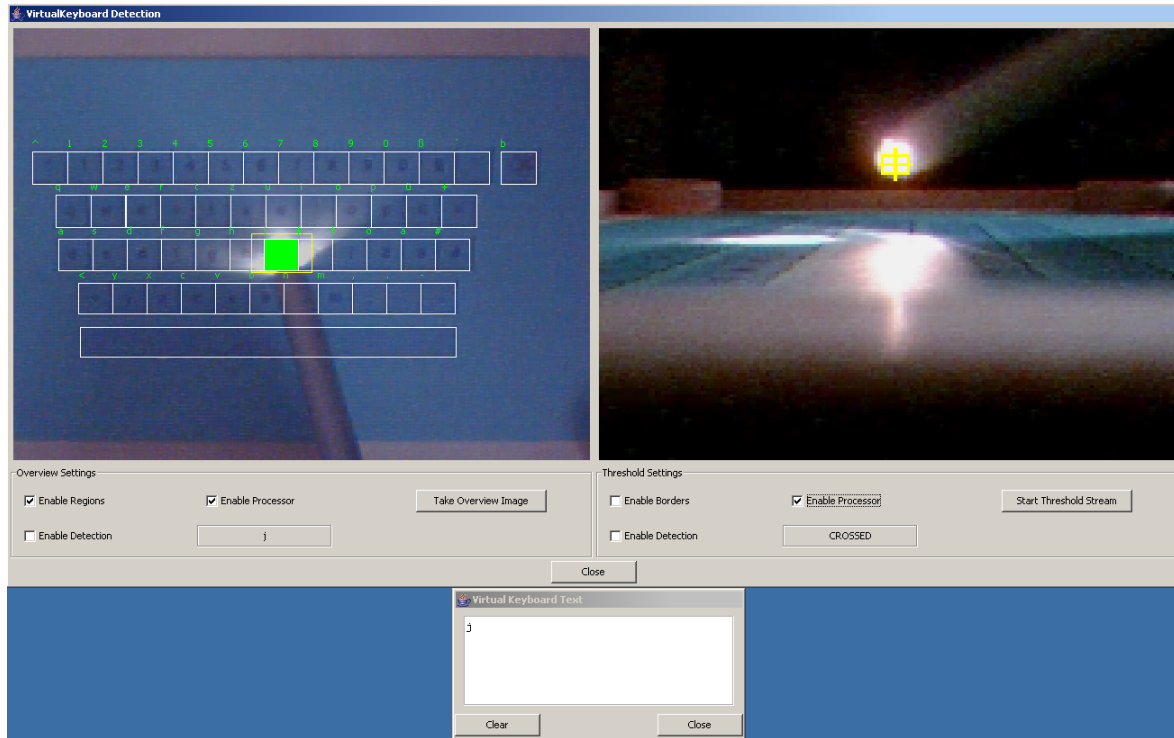 VirtualKeyboard Detection
^ 1 2 3 4 5 6 7 8 9 0 ß ´ b
q w e r t z u i o p ü +
a s d f g h k l ö ä #
< y x c v b n m , . -
Overview Settings
Enable Regions
Enable Processor
Take Overview Image
Enable Detection
j
Threshold Settings
Enable Borders
Enable Processor
Start Threshold Stream
Enable Detection
CROSSED
Close
Virtual Keyboard Text
j
Clear
Close